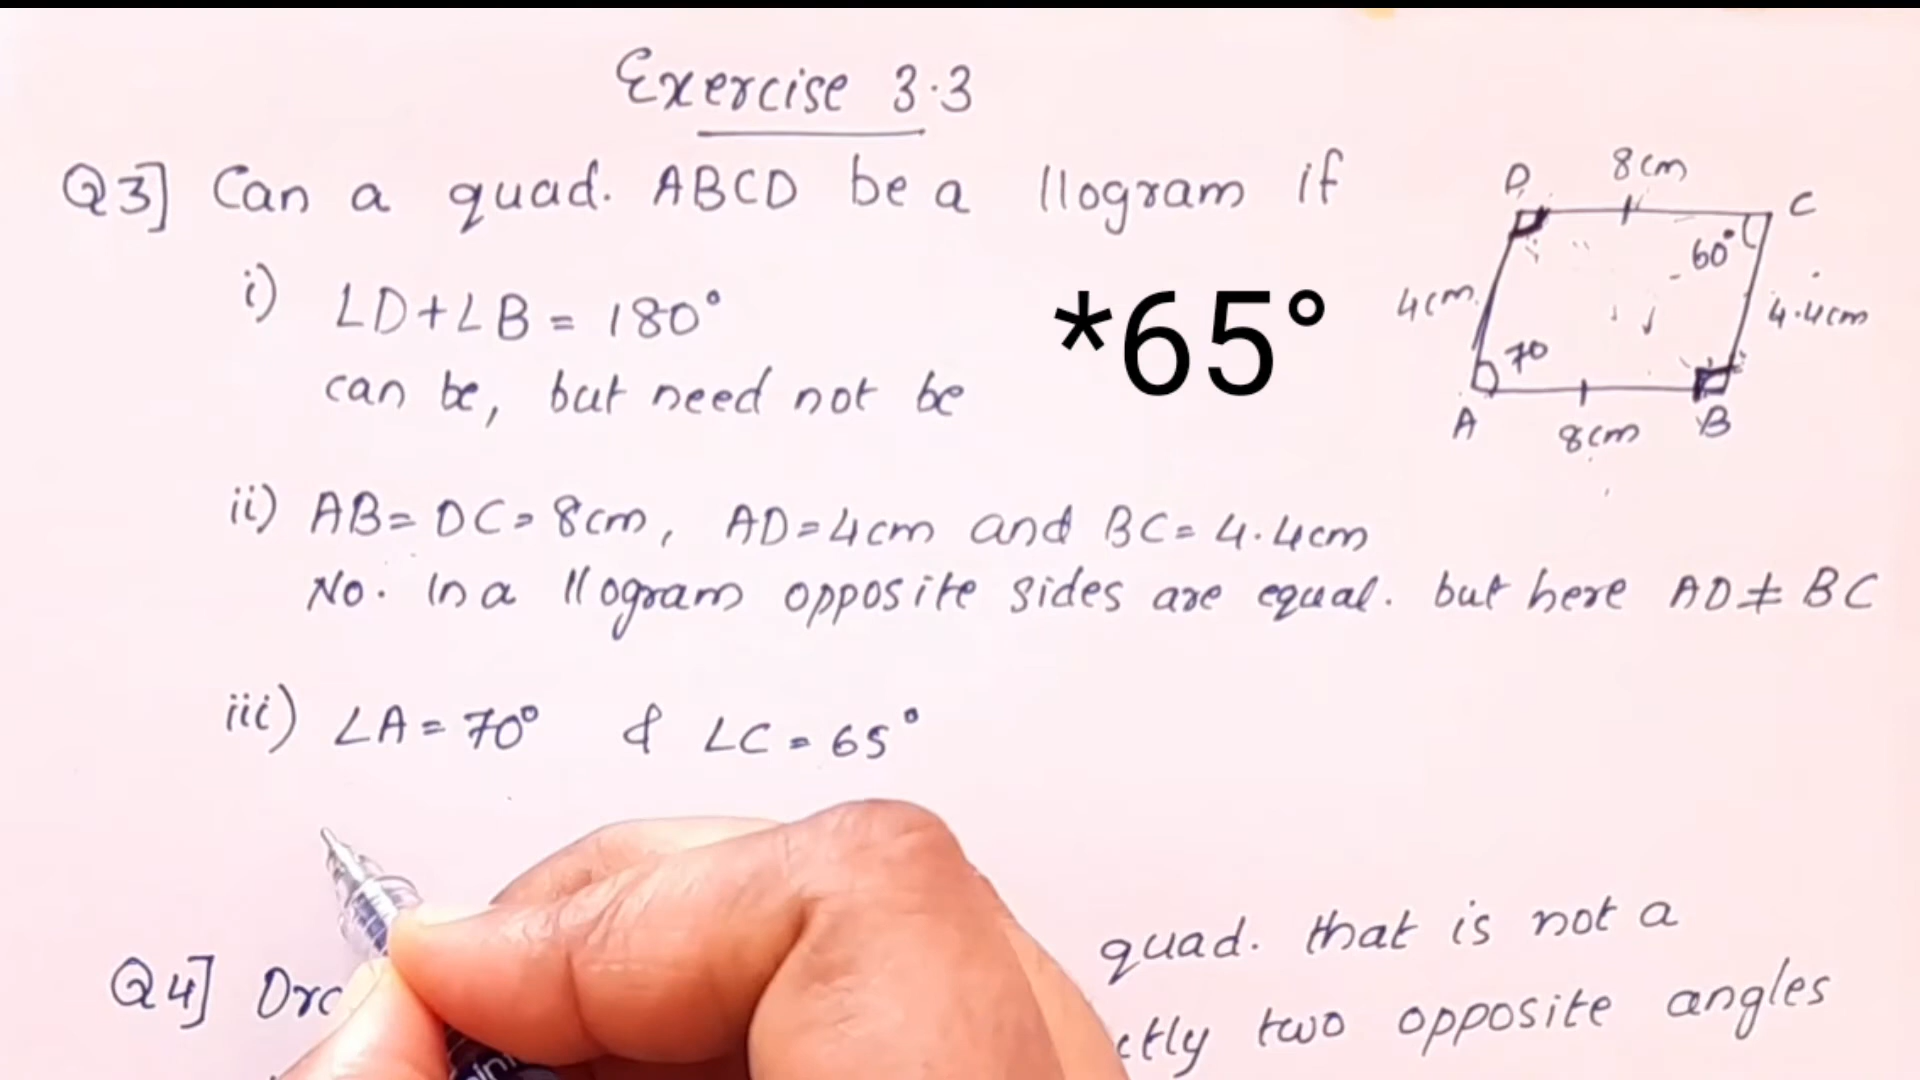 Exercise 3.3
Q3] Can a quad. ABCD be a llogram if
i) ∠D+∠B = 180°
can be, but need not be
*65°
D 8cm C
60°
4cm 4.4cm
70
A 8cm B
ii) AB = DC = 8cm, AD = 4cm and BC = 4.4cm
No. In a llogram opposite sides are equal. but here AD ≠ BC
iii) ∠A = 70° & ∠C = 65°
quad. that is not a
Q4]
two opposite angles